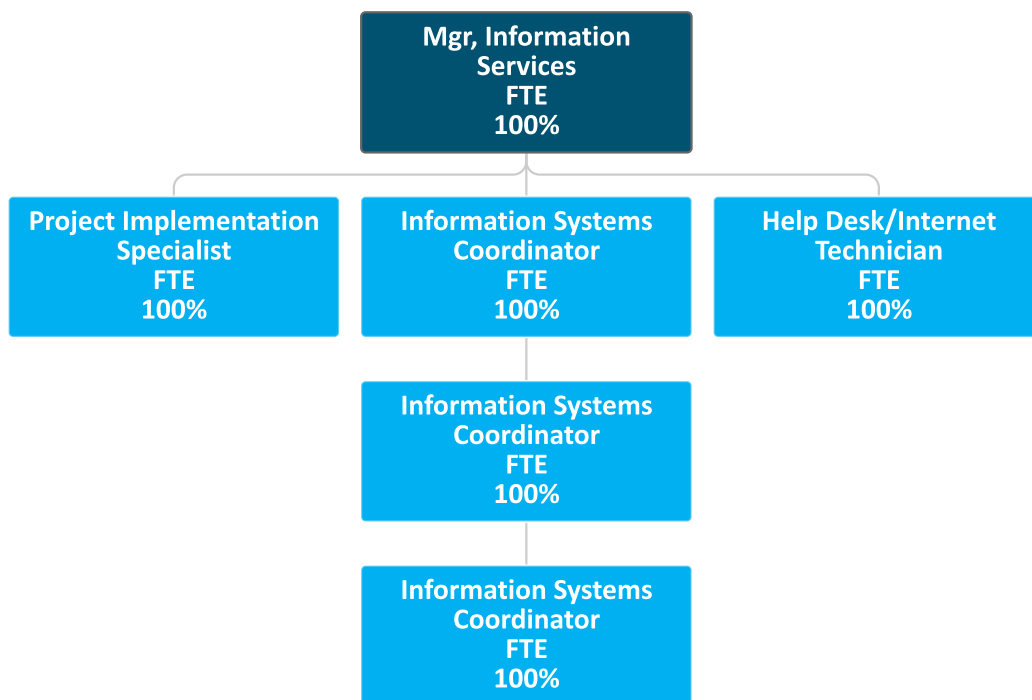 Mgr, Information
Services
FTE
100%
Project Implementation
Specialist
FTE
100%
Information Systems
Coordinator
FTE
100%
Help Desk/Internet
Technician
FTE
100%
Information Systems
Coordinator
FTE
100%
Information Systems
Coordinator
FTE
100%